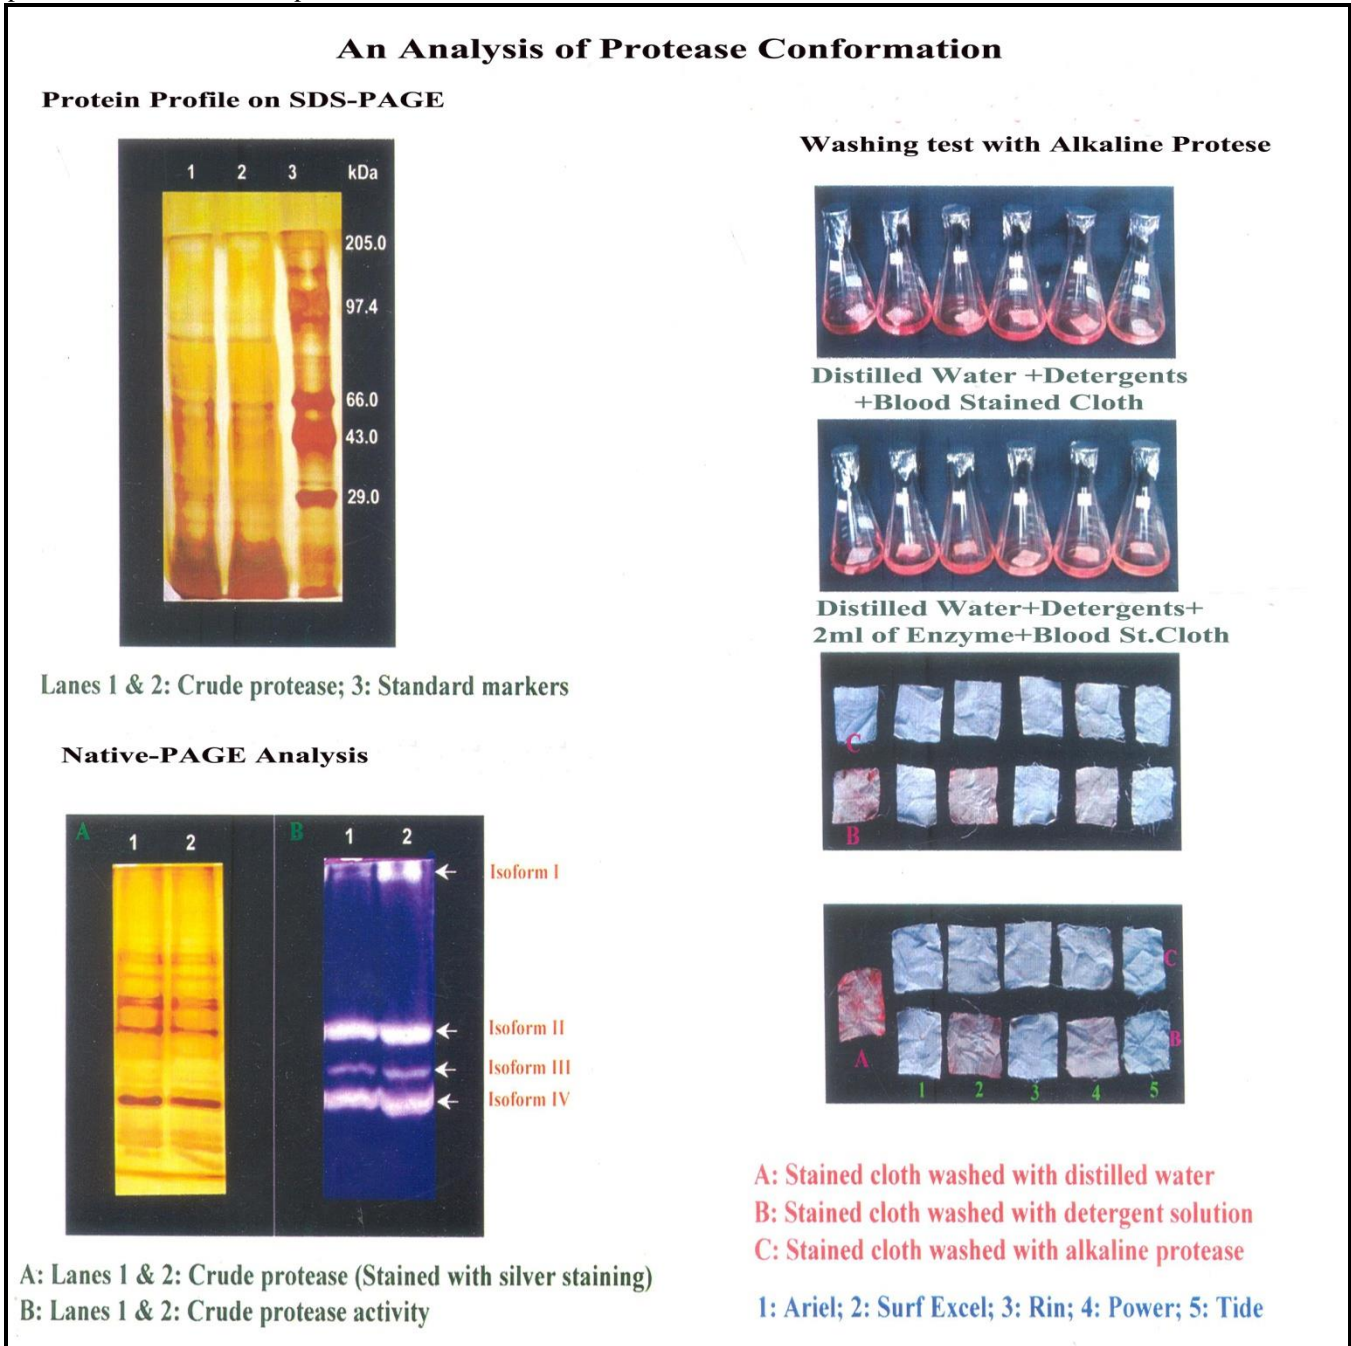 An Analysis of Protease Conformation
Protein Profile on SDS-PAGE
1 2 3 kDa
205.0
97.4
66.0
43.0
29.0
Lanes 1 & 2: Crude protease; 3: Standard markers
Native-PAGE Analysis
A
1 2
B
1 2
Isoform I
Isoform II
Isoform III
Isoform IV
A: Lanes 1 & 2: Crude protease (Stained with silver staining)
B: Lanes 1 & 2: Crude protease activity
Washing test with Alkaline Protese
Distilled Water +Detergents
+Blood Stained Cloth
Distilled Water+Detergents+
2ml of Enzyme+Blood St.Cloth
C
B
C
A
B
1 2 3 4 5
A: Stained cloth washed with distilled water
B: Stained cloth washed with detergent solution
C: Stained cloth washed with alkaline protease
1: Ariel; 2: Surf Excel; 3: Rin; 4: Power; 5: Tide